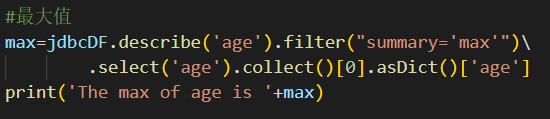 #最大值
max=jdbcDF.describe('age').filter("summary='max'")\
.select('age').collect()[0].asDict()['age']
print('The max of age is '+max)